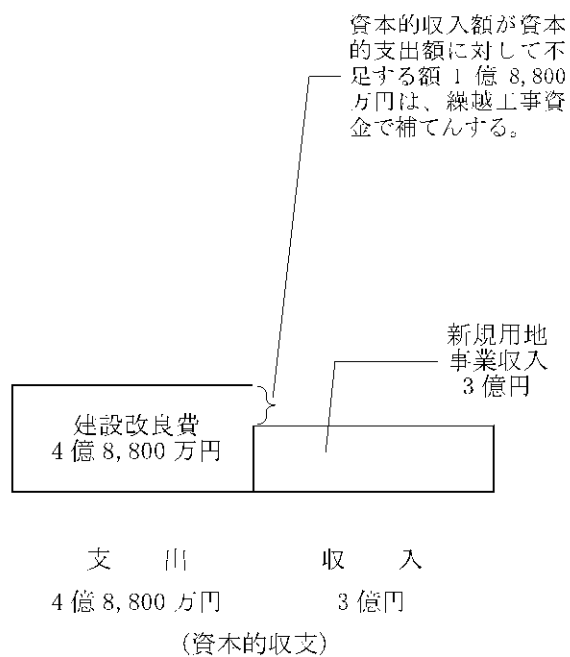 資本的収入額が資本
的支出額に対して不
足する額 1 億 8,800
万円は、繰越工事資
金で補てんする。
新規用地
事業収入
3 億円
建設改良費
4 億 8,800 万円
支　出　収　入
4 億 8,800 万円　3 億円
(資本的収支)